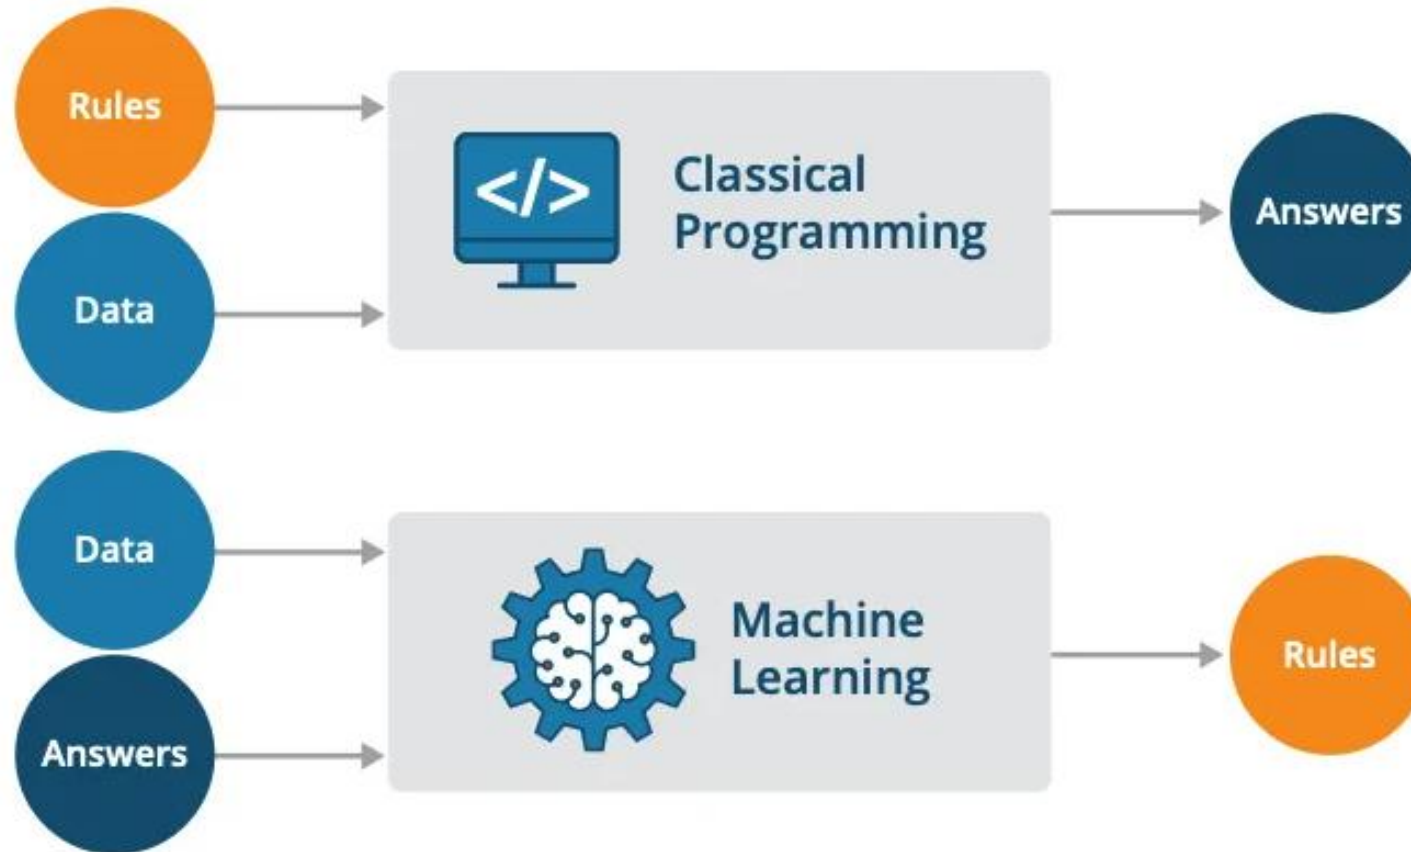 Rules
Data
</>
Classical
Programming
Answers
Data
Answers
Machine
Learning
Rules